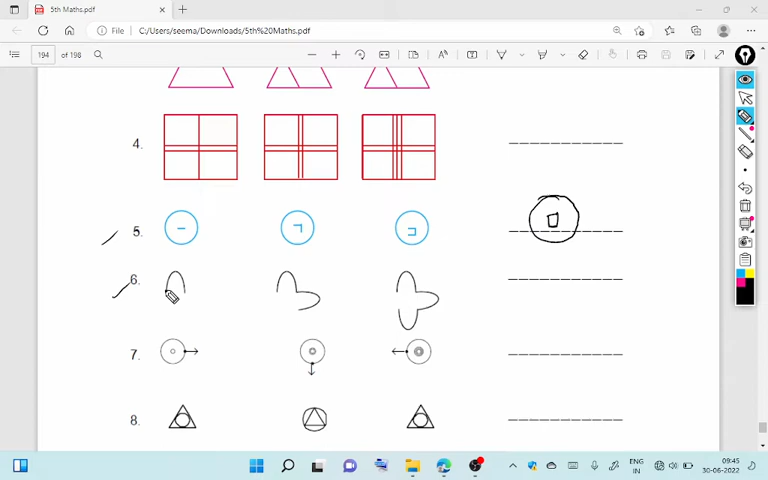 5th Maths.pdf
File C:/Users/seema/Downloads/5th%20Maths.pdf
194 of 198
4.
5.
6.
7.
8.
ENG
IN
09:45
30-06-2022